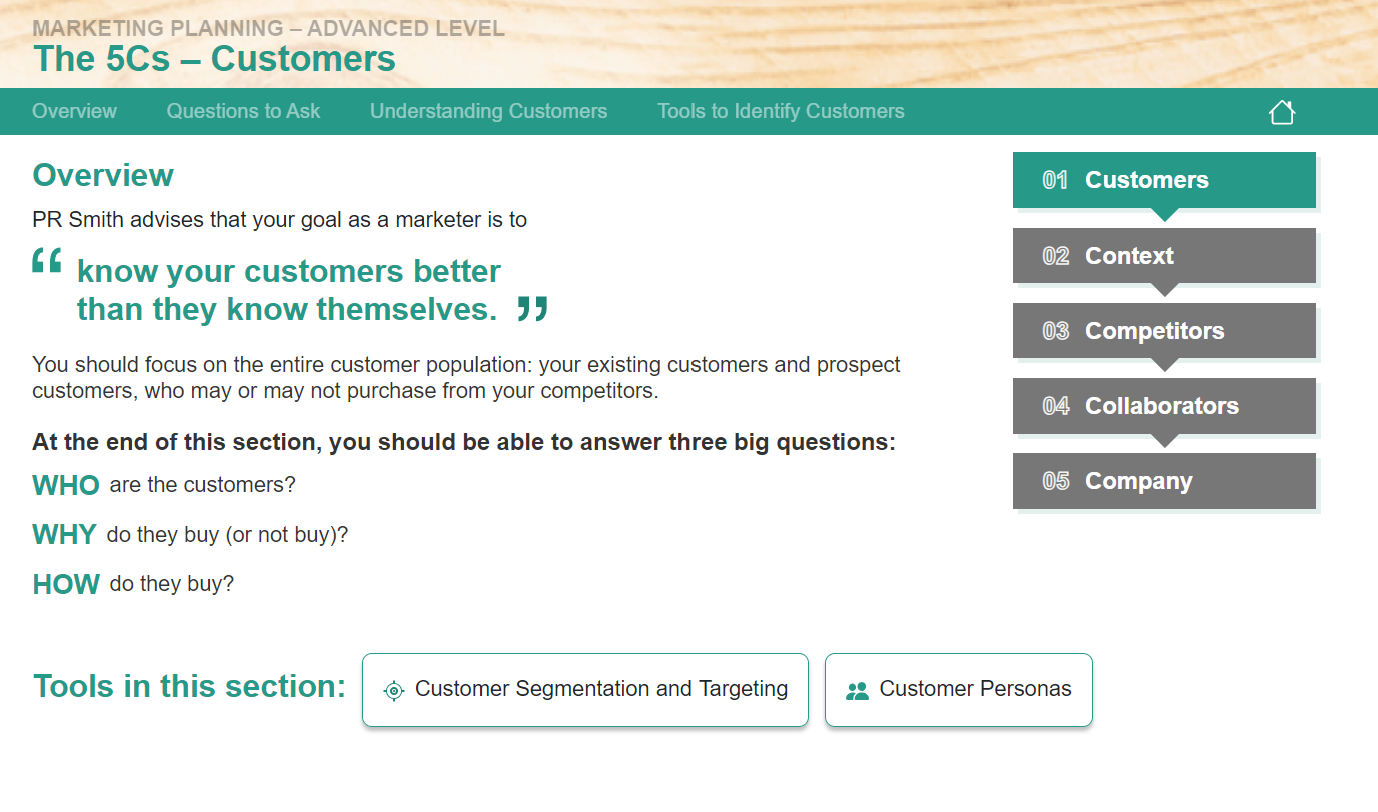 MARKETING PLANNING – ADVANCED LEVEL
The 5Cs – Customers
Overview
Questions to Ask
Understanding Customers
Tools to Identify Customers
Overview
PR Smith advises that your goal as a marketer is to
“ know your customers better
than they know themselves. ”
You should focus on the entire customer population: your existing customers and prospect
customers, who may or may not purchase from your competitors.
At the end of this section, you should be able to answer three big questions:
WHO are the customers?
WHY do they buy (or not buy)?
HOW do they buy?
01 Customers
02 Context
03 Competitors
04 Collaborators
05 Company
Tools in this section:
Customer Segmentation and Targeting
Customer Personas